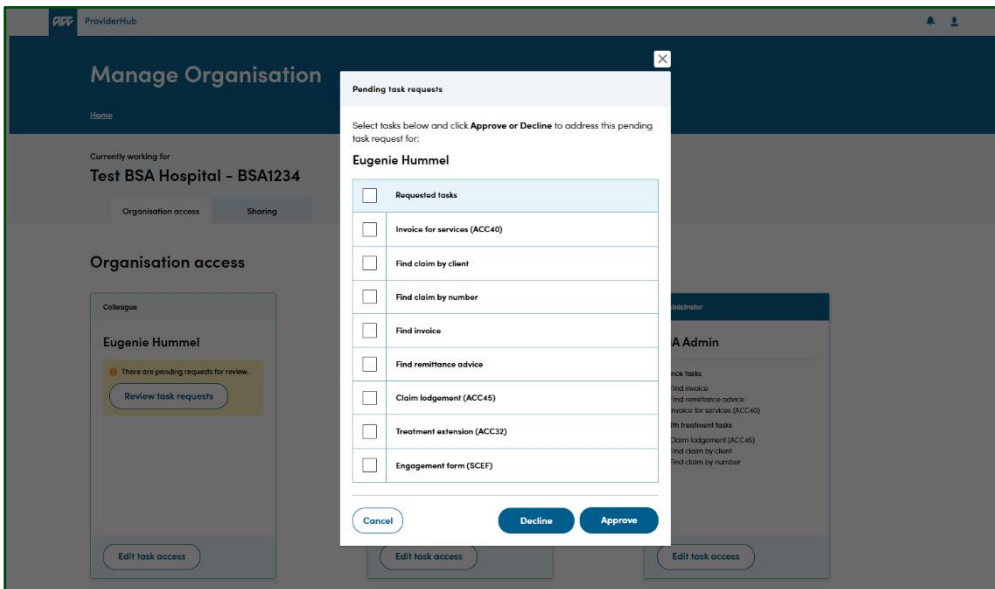 ProviderHub
Manage Organisation
Home
Currently working for
Test BSA Hospital - BSA1234
Organisation access
Sharing
Organisation access
Colleague
Eugenie Hummel
There are pending requests for review.
Review task requests
Edit task access
Pending task requests
Select tasks below and click Approve or Decline to address this pending
task request for:
Eugenie Hummel
Requested tasks
Invoice for services (ACC40)
Find claim by client
Find claim by number
Find invoice
Find remittance advice
Claim lodgement (ACC45)
Treatment extension (ACC32)
Engagement form (SCEF)
Cancel
Decline
Approve
Edit task access
A Admin
Find invoice
Find remittance advice
Invoice for services (ACC40)
Claim lodgement (ACC45)
Find claim by client
Find claim by number
Edit task access